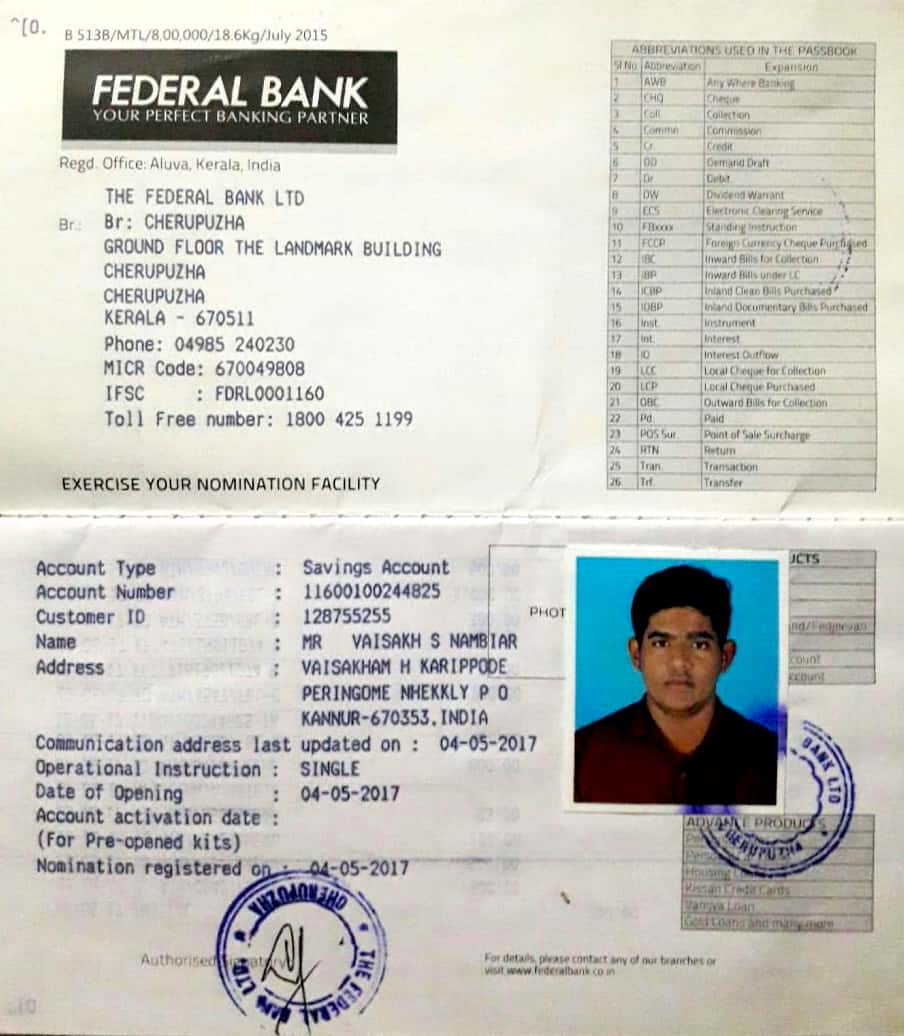 B 513B/MTL/8,00,000/18.6Kg/July 2015
FEDERAL BANK
YOUR PERFECT BANKING PARTNER
Regd. Office: Aluva, Kerala, India
THE FEDERAL BANK LTD
Br.: Br: CHERUPUZHA
GROUND FLOOR THE LANDMARK BUILDING
CHERUPUZHA
CHERUPUZHA
KERALA - 670511
Phone: 04985 240230
MICR Code: 670049808
IFSC : FDRL0001160
Toll Free number: 1800 425 1199
EXERCISE YOUR NOMINATION FACILITY
ABBREVIATIONS USED IN THE PASSBOOK
Sl No. Abbreviation Expansion
1 AWB Any Where Banking
2 CHQ Cheque
3 Coll. Collection
4 Commn Commission
5 Cr. Credit
6 DD Demand Draft
7 Dr Debit
8 DW Dividend Warrant
9 ECS Electronic Clearing Service
10 FBxxxx Standing Instruction
11 FCCP Foreign Currency Cheque Purchased
12 IBC Inward Bills for Collection
13 IBP Inward Bills under LC
14 ICBP Inland Clean Bills Purchased
15 IDBP Inland Documentary Bills Purchased
16 Inst. Instrument
17 Int. Interest
18 IO Interest Outflow
19 LCC Local Cheque for Collection
20 LCP Local Cheque Purchased
21 OBC Outward Bills for Collection
22 Pd. Paid
23 POS Sur. Point of Sale Surcharge
24 RTN Return
25 Tran. Transaction
26 Trf. Transfer
Account Type : Savings Account
Account Number : 11600100244825
Customer ID : 128755255
Name : MR VAISAKH S NAMBIAR
Address : VAISAKHAM H KARIPPODE
PERINGOME NHEKKLY P O
KANNUR-670353,INDIA
Communication address last updated on : 04-05-2017
Operational Instruction : SINGLE
Date of Opening : 04-05-2017
Account activation date :
(For Pre-opened kits)
Nomination registered on : 04-05-2017
PHOT
UCTS
count
ccount
BANK LTD
CHERUPUZHA
ADVANCE PRODUCTS
Housing
Kissan Credit Cards
Vanitha Loan
Gold Loans and many more
Authorised Signatory
THE FEDERAL BANK LTD
CHERUPUZHA
For details, please contact any of our branches or
visit www.federalbank.co.in